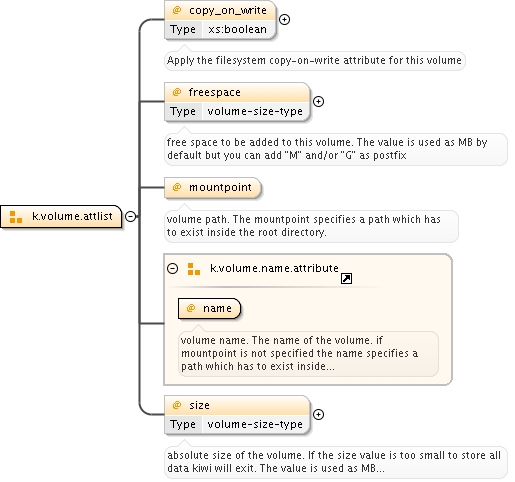 @ copy_on_write
Type xs:boolean
Apply the filesystem copy-on-write attribute for this volume
@ freespace
Type volume-size-type
free space to be added to this volume. The value is used as MB by
default but you can add "M" and/or "G" as postfix
@ mountpoint
k.volume.attlist
volume path. The mountpoint specifies a path which has
to exist inside the root directory.
k.volume.name.attribute
@ name
volume name. The name of the volume. if
mountpoint is not specified the name specifies a
path which has to exist inside...
@ size
Type volume-size-type
absolute size of the volume. If the size value is too small to store all
data kiwi will exit. The value is used as MB...